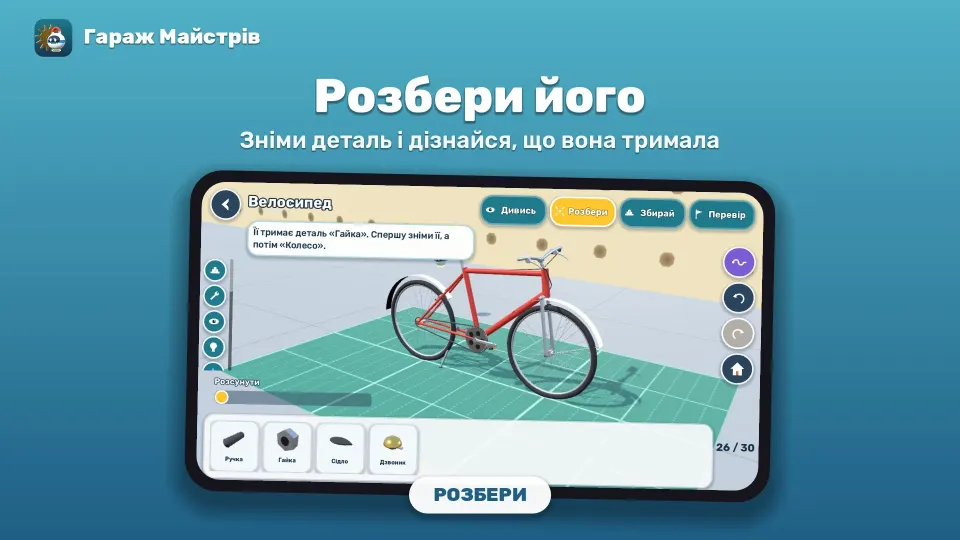 Гараж Майстрів
Розбери його
Зніми деталь і дізнайся, що вона тримала
Велосипед
Дивись
Розбери
Збирай
Перевір
Її тримає деталь «Гайка». Спершу зніми її, а
потім «Колесо».
Розсунути
Ручка
Гайка
Сідло
Дзвоник
26 / 30
РОЗБЕРИ